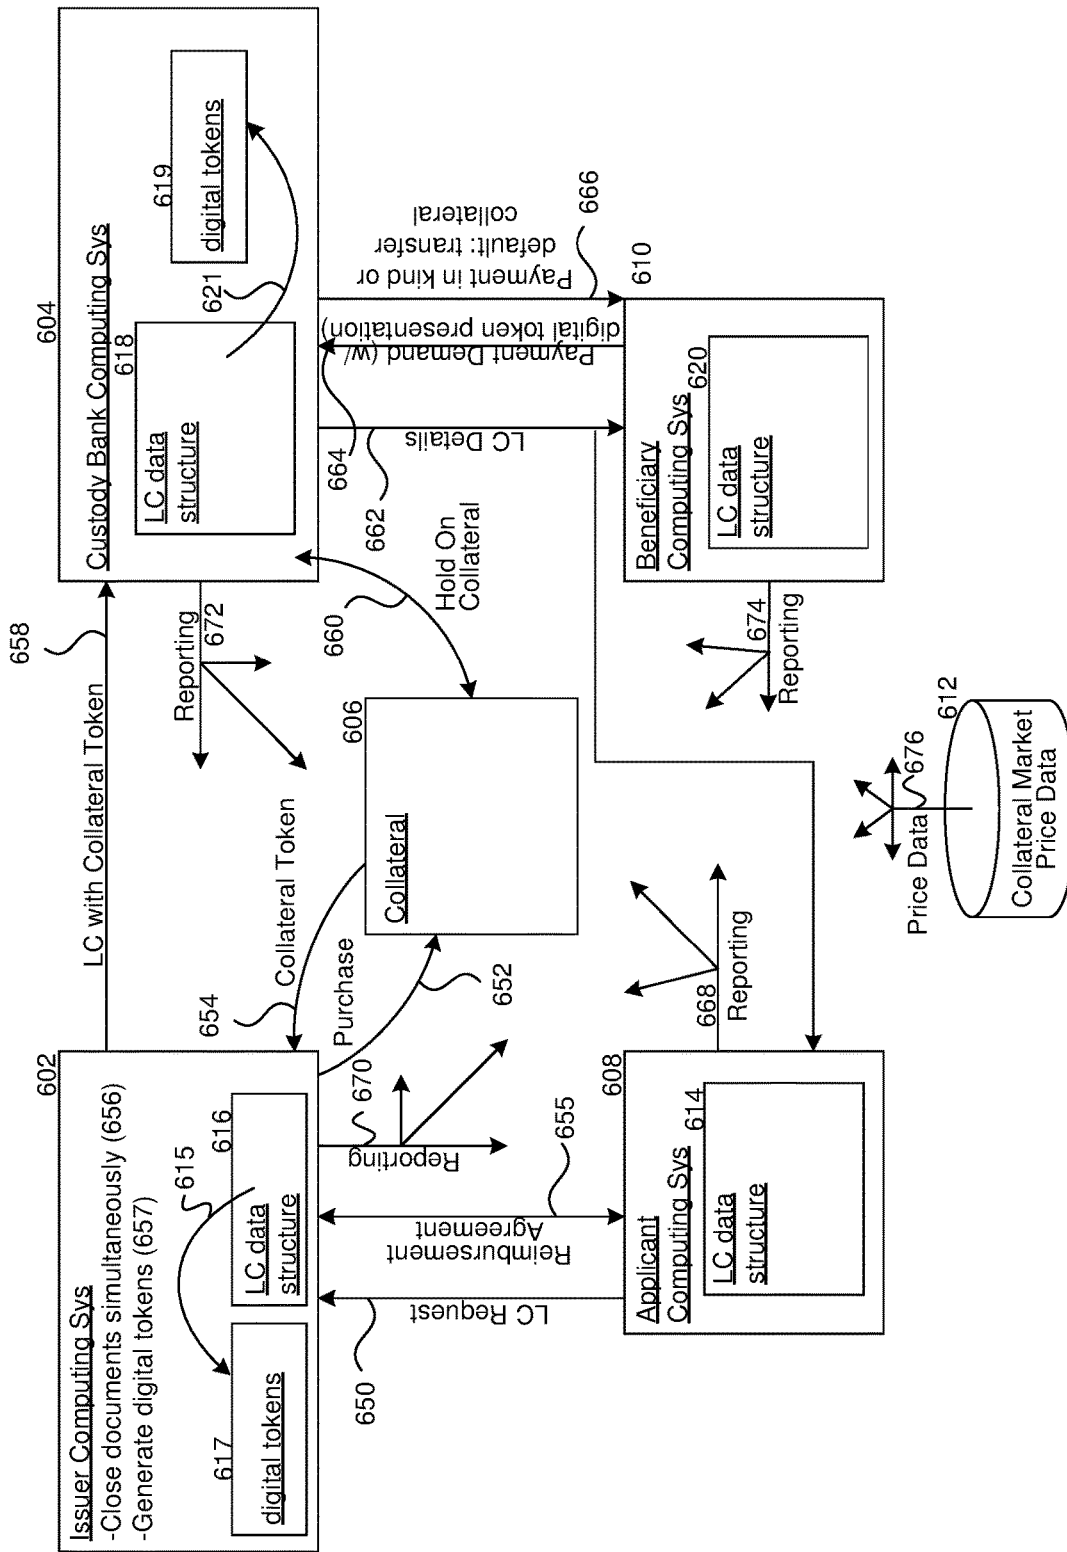 602
Issuer Computing Sys
-Close documents simultaneously (656)
-Generate digital tokens (657)
615
617
digital tokens
616
LC data
structure
LC with Collateral Token
658
604
Custody Bank Computing Sys
618
LC data
structure
621
619
digital tokens
654
Collateral Token
Purchase
652
670
Reporting
Reporting
672
606
Collateral
660
Hold On
Collateral
650
LC Request
Reimbursement
Agreement
655
662
LC Details
664
Payment Demand (w/
digital token presentation)
Payment in kind or
default: transfer
collateral
666
608
Applicant
Computing Sys
614
LC data
structure
668
Reporting
610
Beneficiary
Computing Sys
620
LC data
structure
674
Reporting
Price Data
676
612
Collateral Market
Price Data